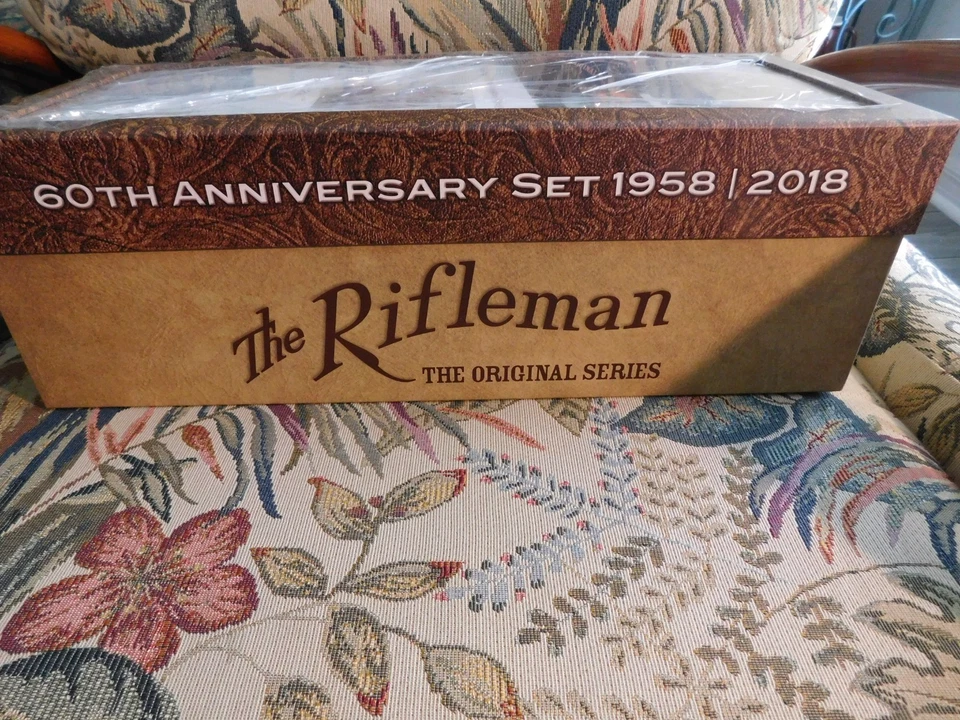 60TH ANNIVERSARY SET 1958 | 2018
The Rifleman
THE ORIGINAL SERIES